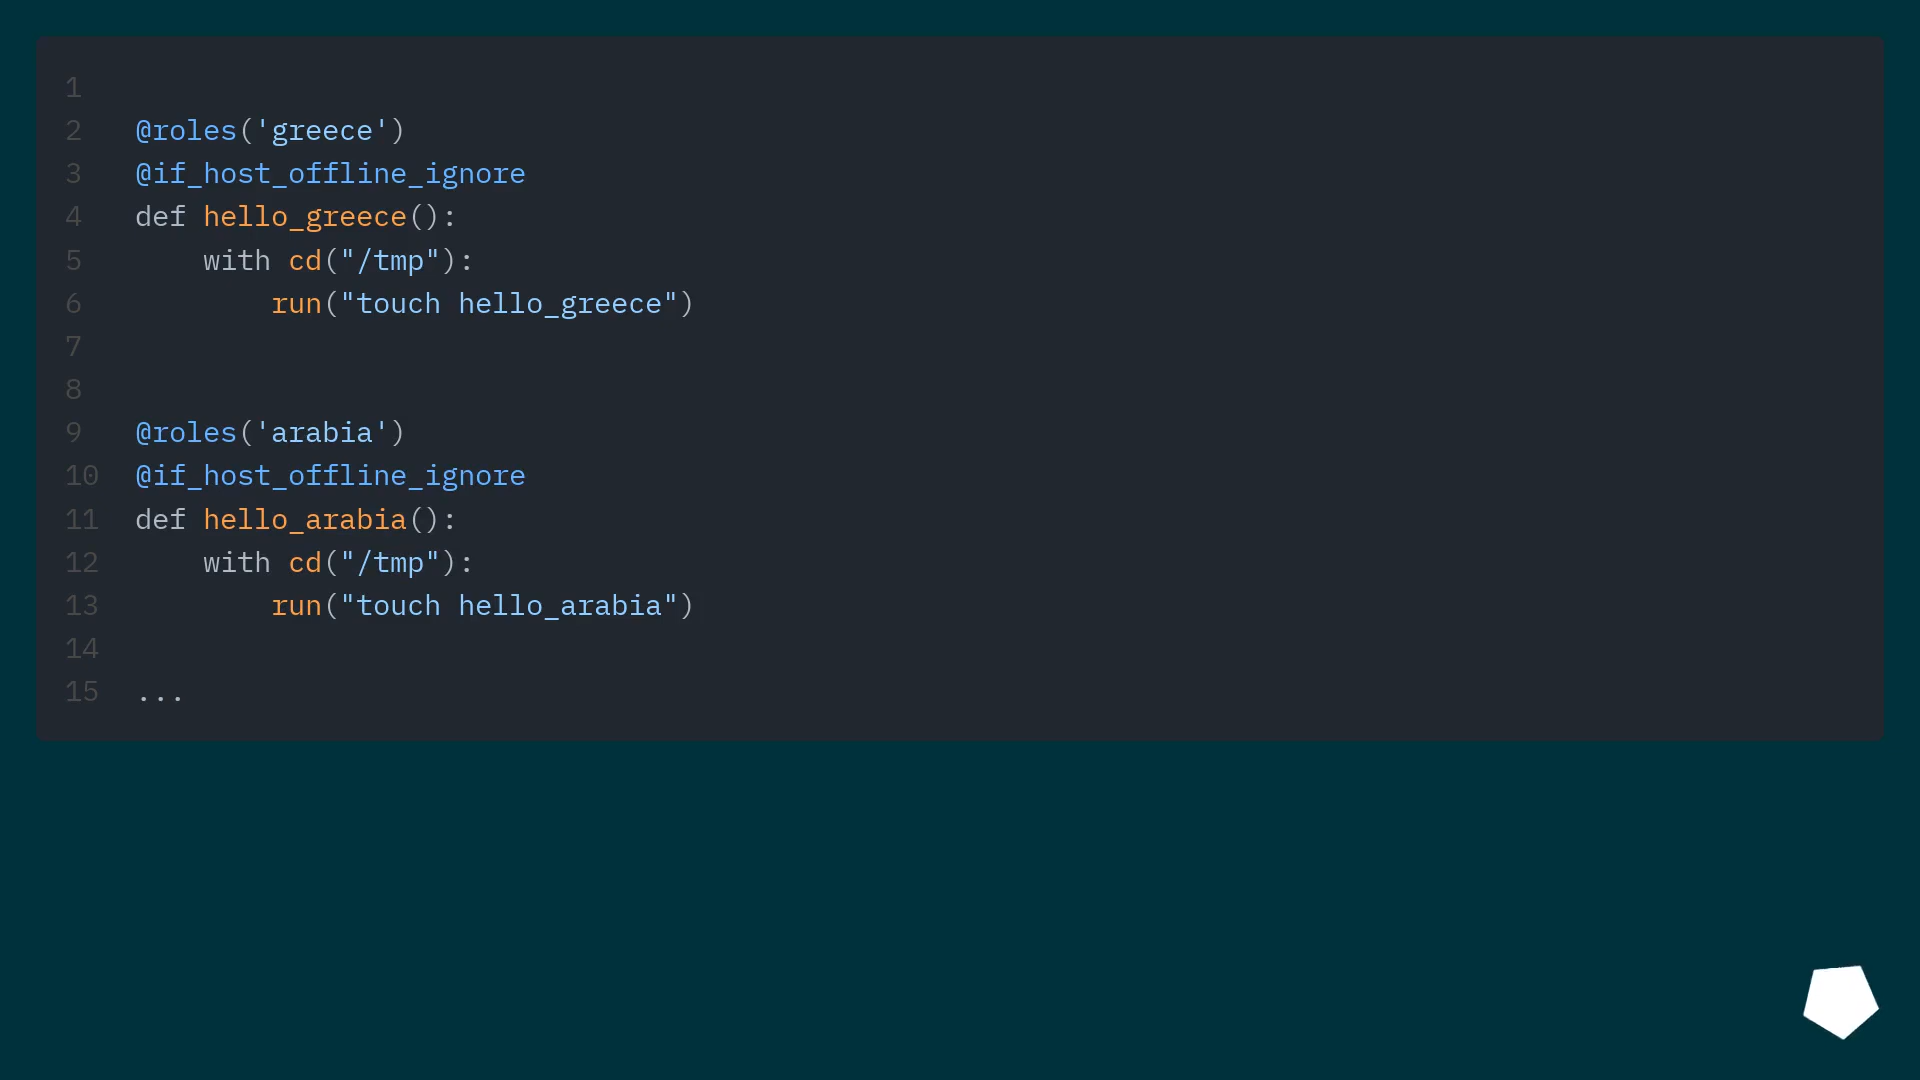 1
2 @roles('greece')
3 @if_host_offline_ignore
4 def hello_greece():
5     with cd("/tmp"):
6         run("touch hello_greece")
7
8
9 @roles('arabia')
10 @if_host_offline_ignore
11 def hello_arabia():
12     with cd("/tmp"):
13         run("touch hello_arabia")
14
15 ...